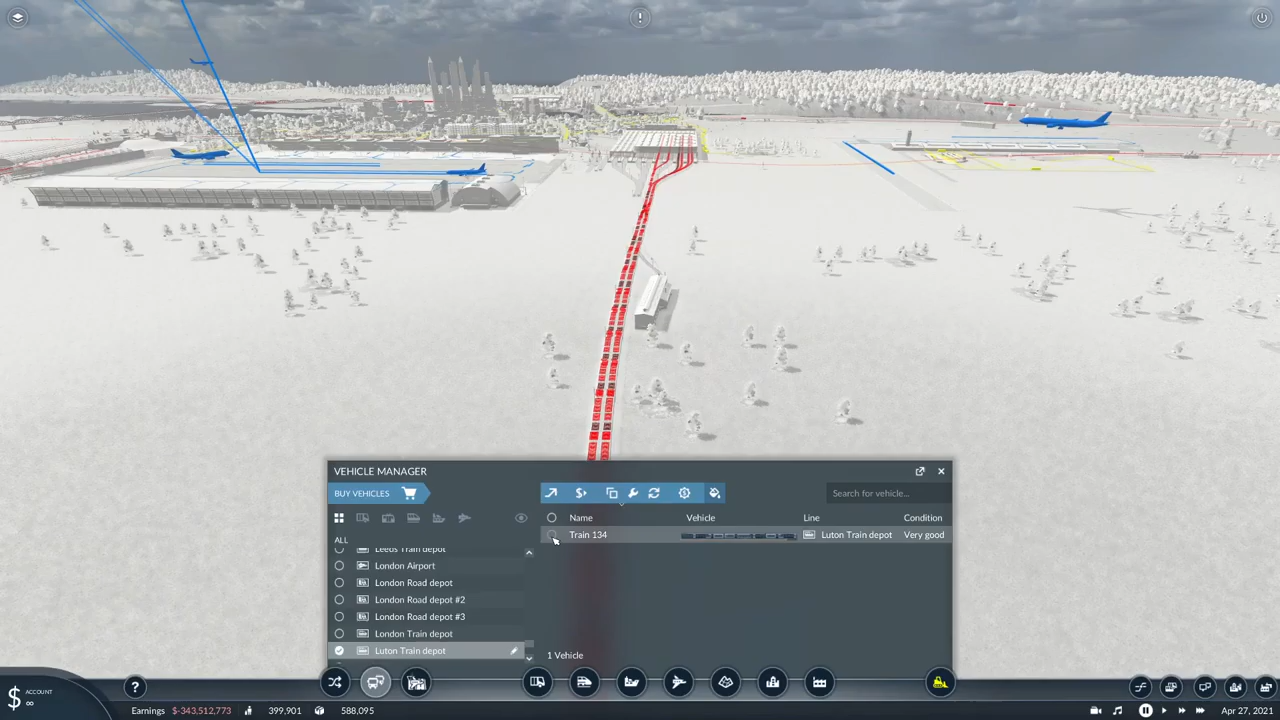 VEHICLE MANAGER
BUY VEHICLES
Search for vehicle...
Name Vehicle Line Condition
Train 134 Luton Train depot Very good
ALL
Leeds Train depot
London Airport
London Road depot
London Road depot #2
London Road depot #3
London Train depot
Luton Train depot
1 Vehicle
$ ACCOUNT
∞
?
Earnings $-343,512,773 399,901 588,095
Apr 27, 2021